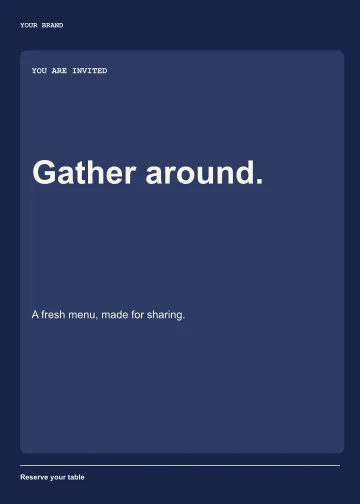 YOUR BRAND
YOU ARE INVITED
Gather around.
A fresh menu, made for sharing.
Reserve your table